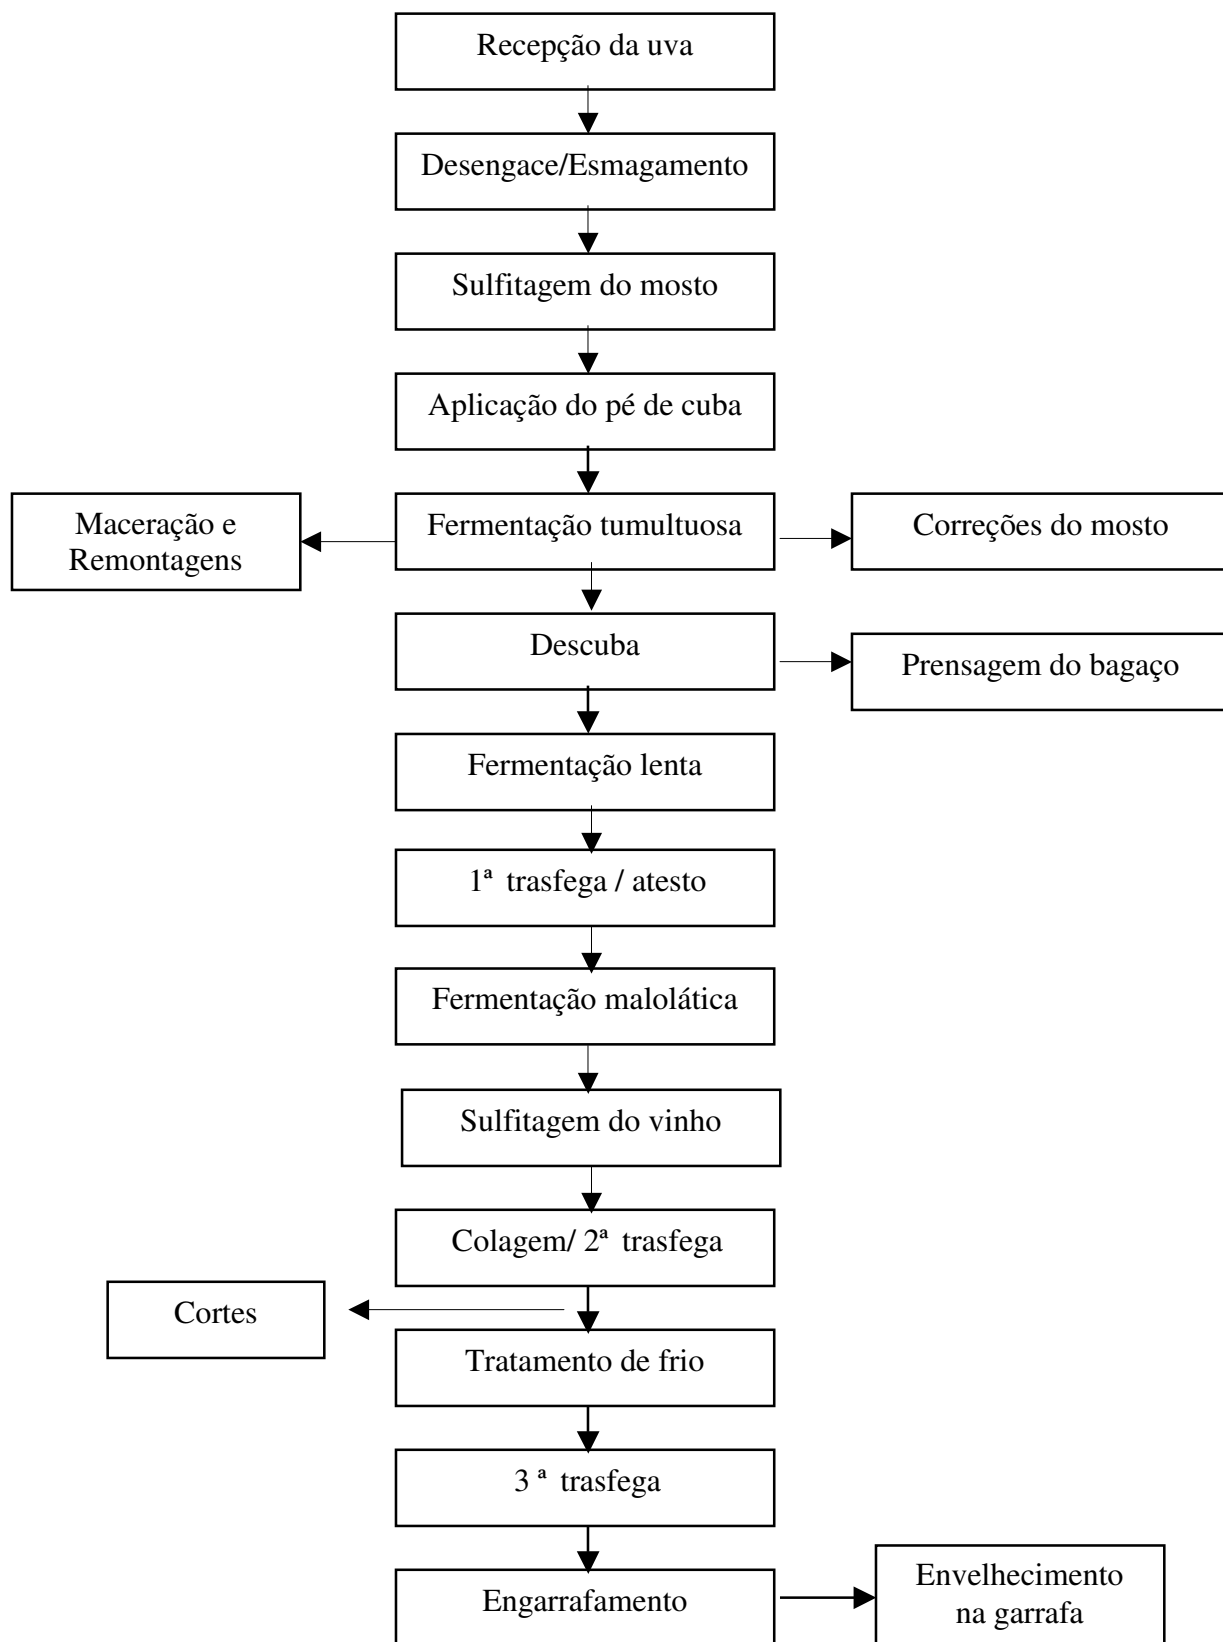 Recepção da uva
Desengace/Esmagamento
Sulfitagem do mosto
Aplicação do pé de cuba
Maceração e
Remontagens
Fermentação tumultuosa
Correções do mosto
Descuba
Prensagem do bagaço
Fermentação lenta
1ª trasfega / atesto
Fermentação malolática
Sulfitagem do vinho
Colagem/ 2ª trasfega
Cortes
Tratamento de frio
3 ª trasfega
Engarrafamento
Envelhecimento
na garrafa